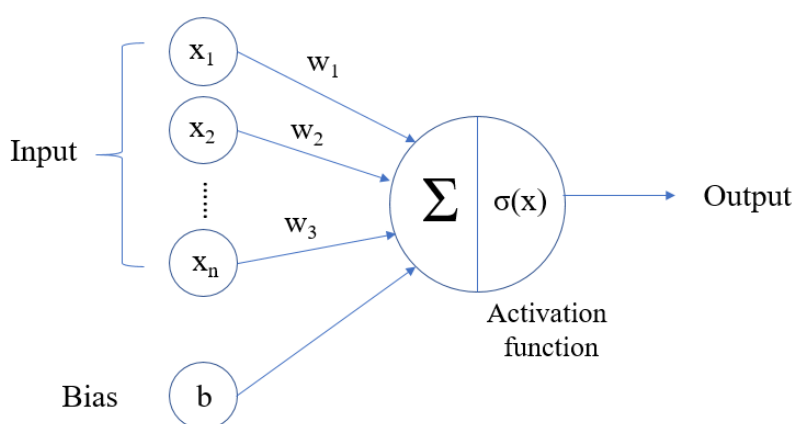 x₁
w₁
x₂
w₂
Input
Σ
σ(x)
Output
w₃
xₙ
Activation
function
Bias
b